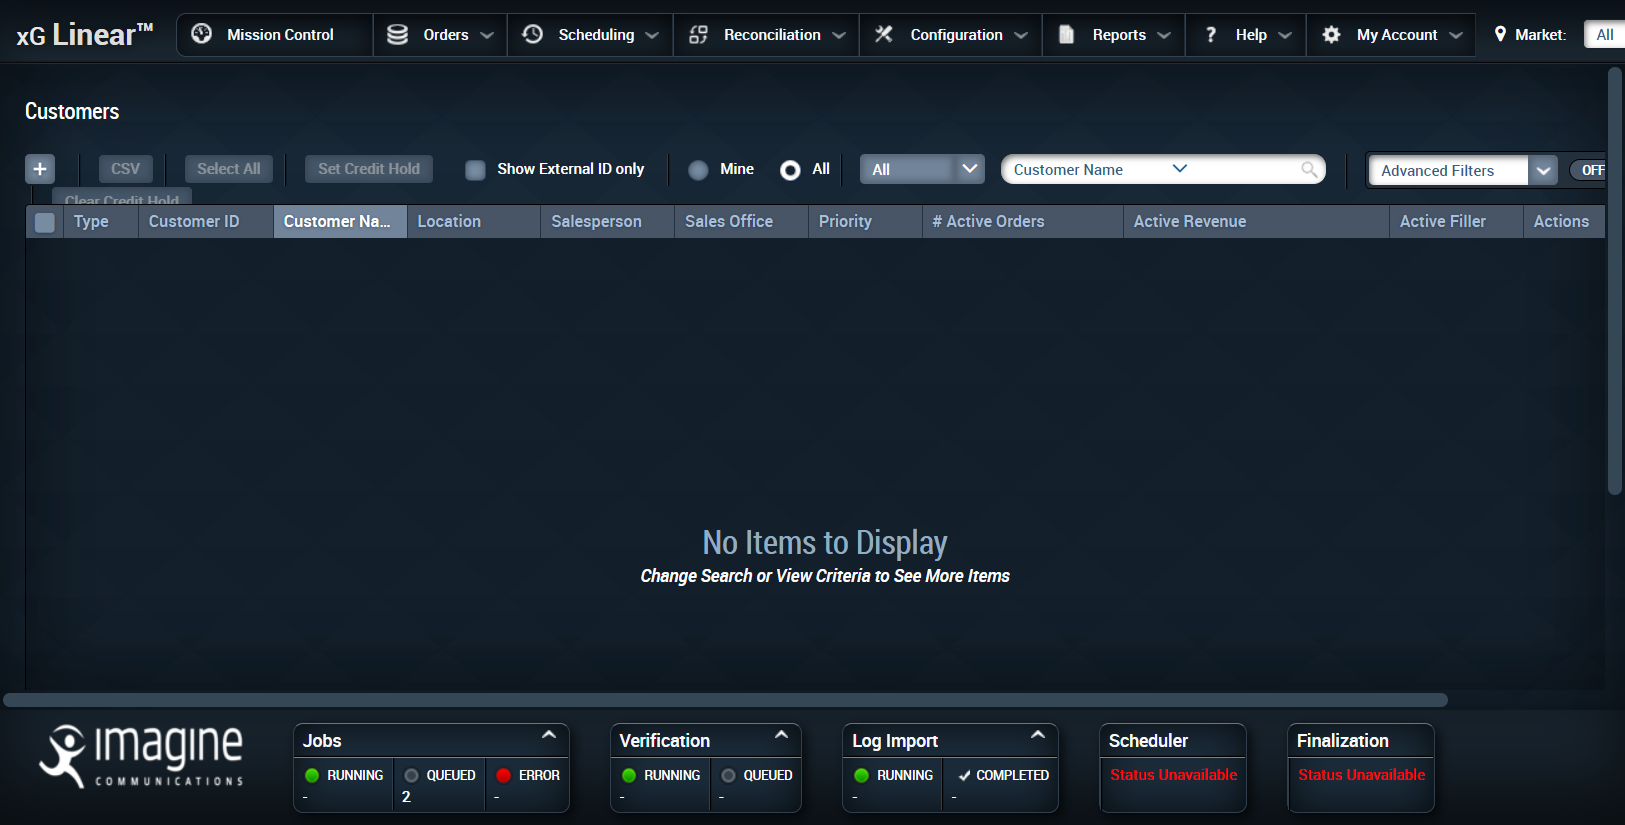 xG Linear™
Mission Control
Orders
Scheduling
Reconciliation
Configuration
Reports
Help
My Account
Market:
All
Customers
+
CSV
Select All
Set Credit Hold
Show External ID only
Mine
All
All
Customer Name
Advanced Filters
OFF
Clear Credit Hold
Type
Customer ID
Customer Na...
Location
Salesperson
Sales Office
Priority
# Active Orders
Active Revenue
Active Filler
Actions
No Items to Display
Change Search or View Criteria to See More Items
imagine
COMMUNICATIONS
Jobs
RUNNING
-
QUEUED
2
ERROR
-
Verification
RUNNING
-
QUEUED
-
Log Import
RUNNING
-
COMPLETED
-
Scheduler
Status Unavailable
Finalization
Status Unavailable